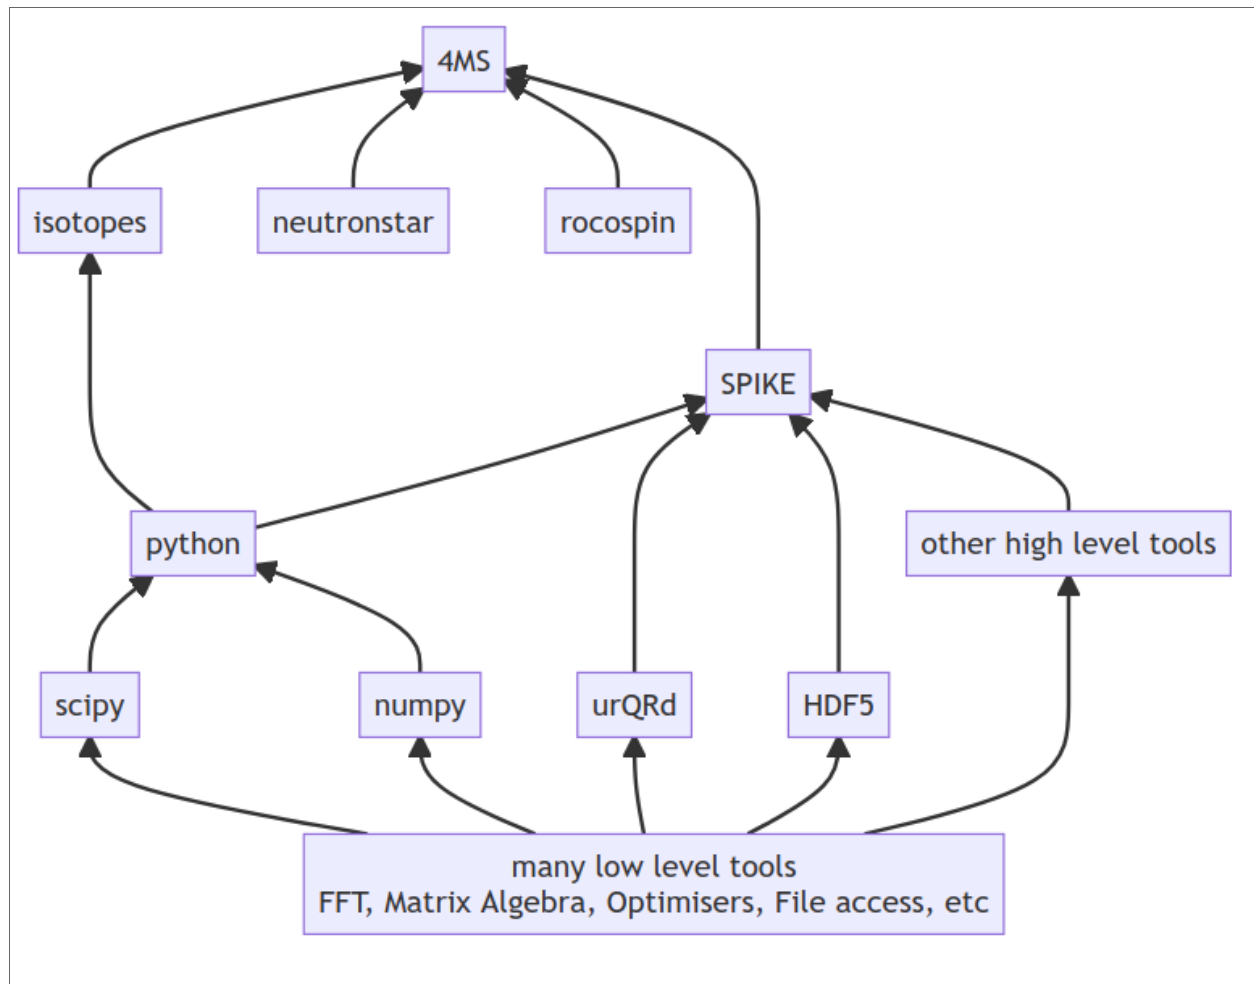 4MS
isotopes
neutronstar
rocospin
SPIKE
python
other high level tools
scipy
numpy
urQRd
HDF5
many low level tools
FFT, Matrix Algebra, Optimisers, File access, etc